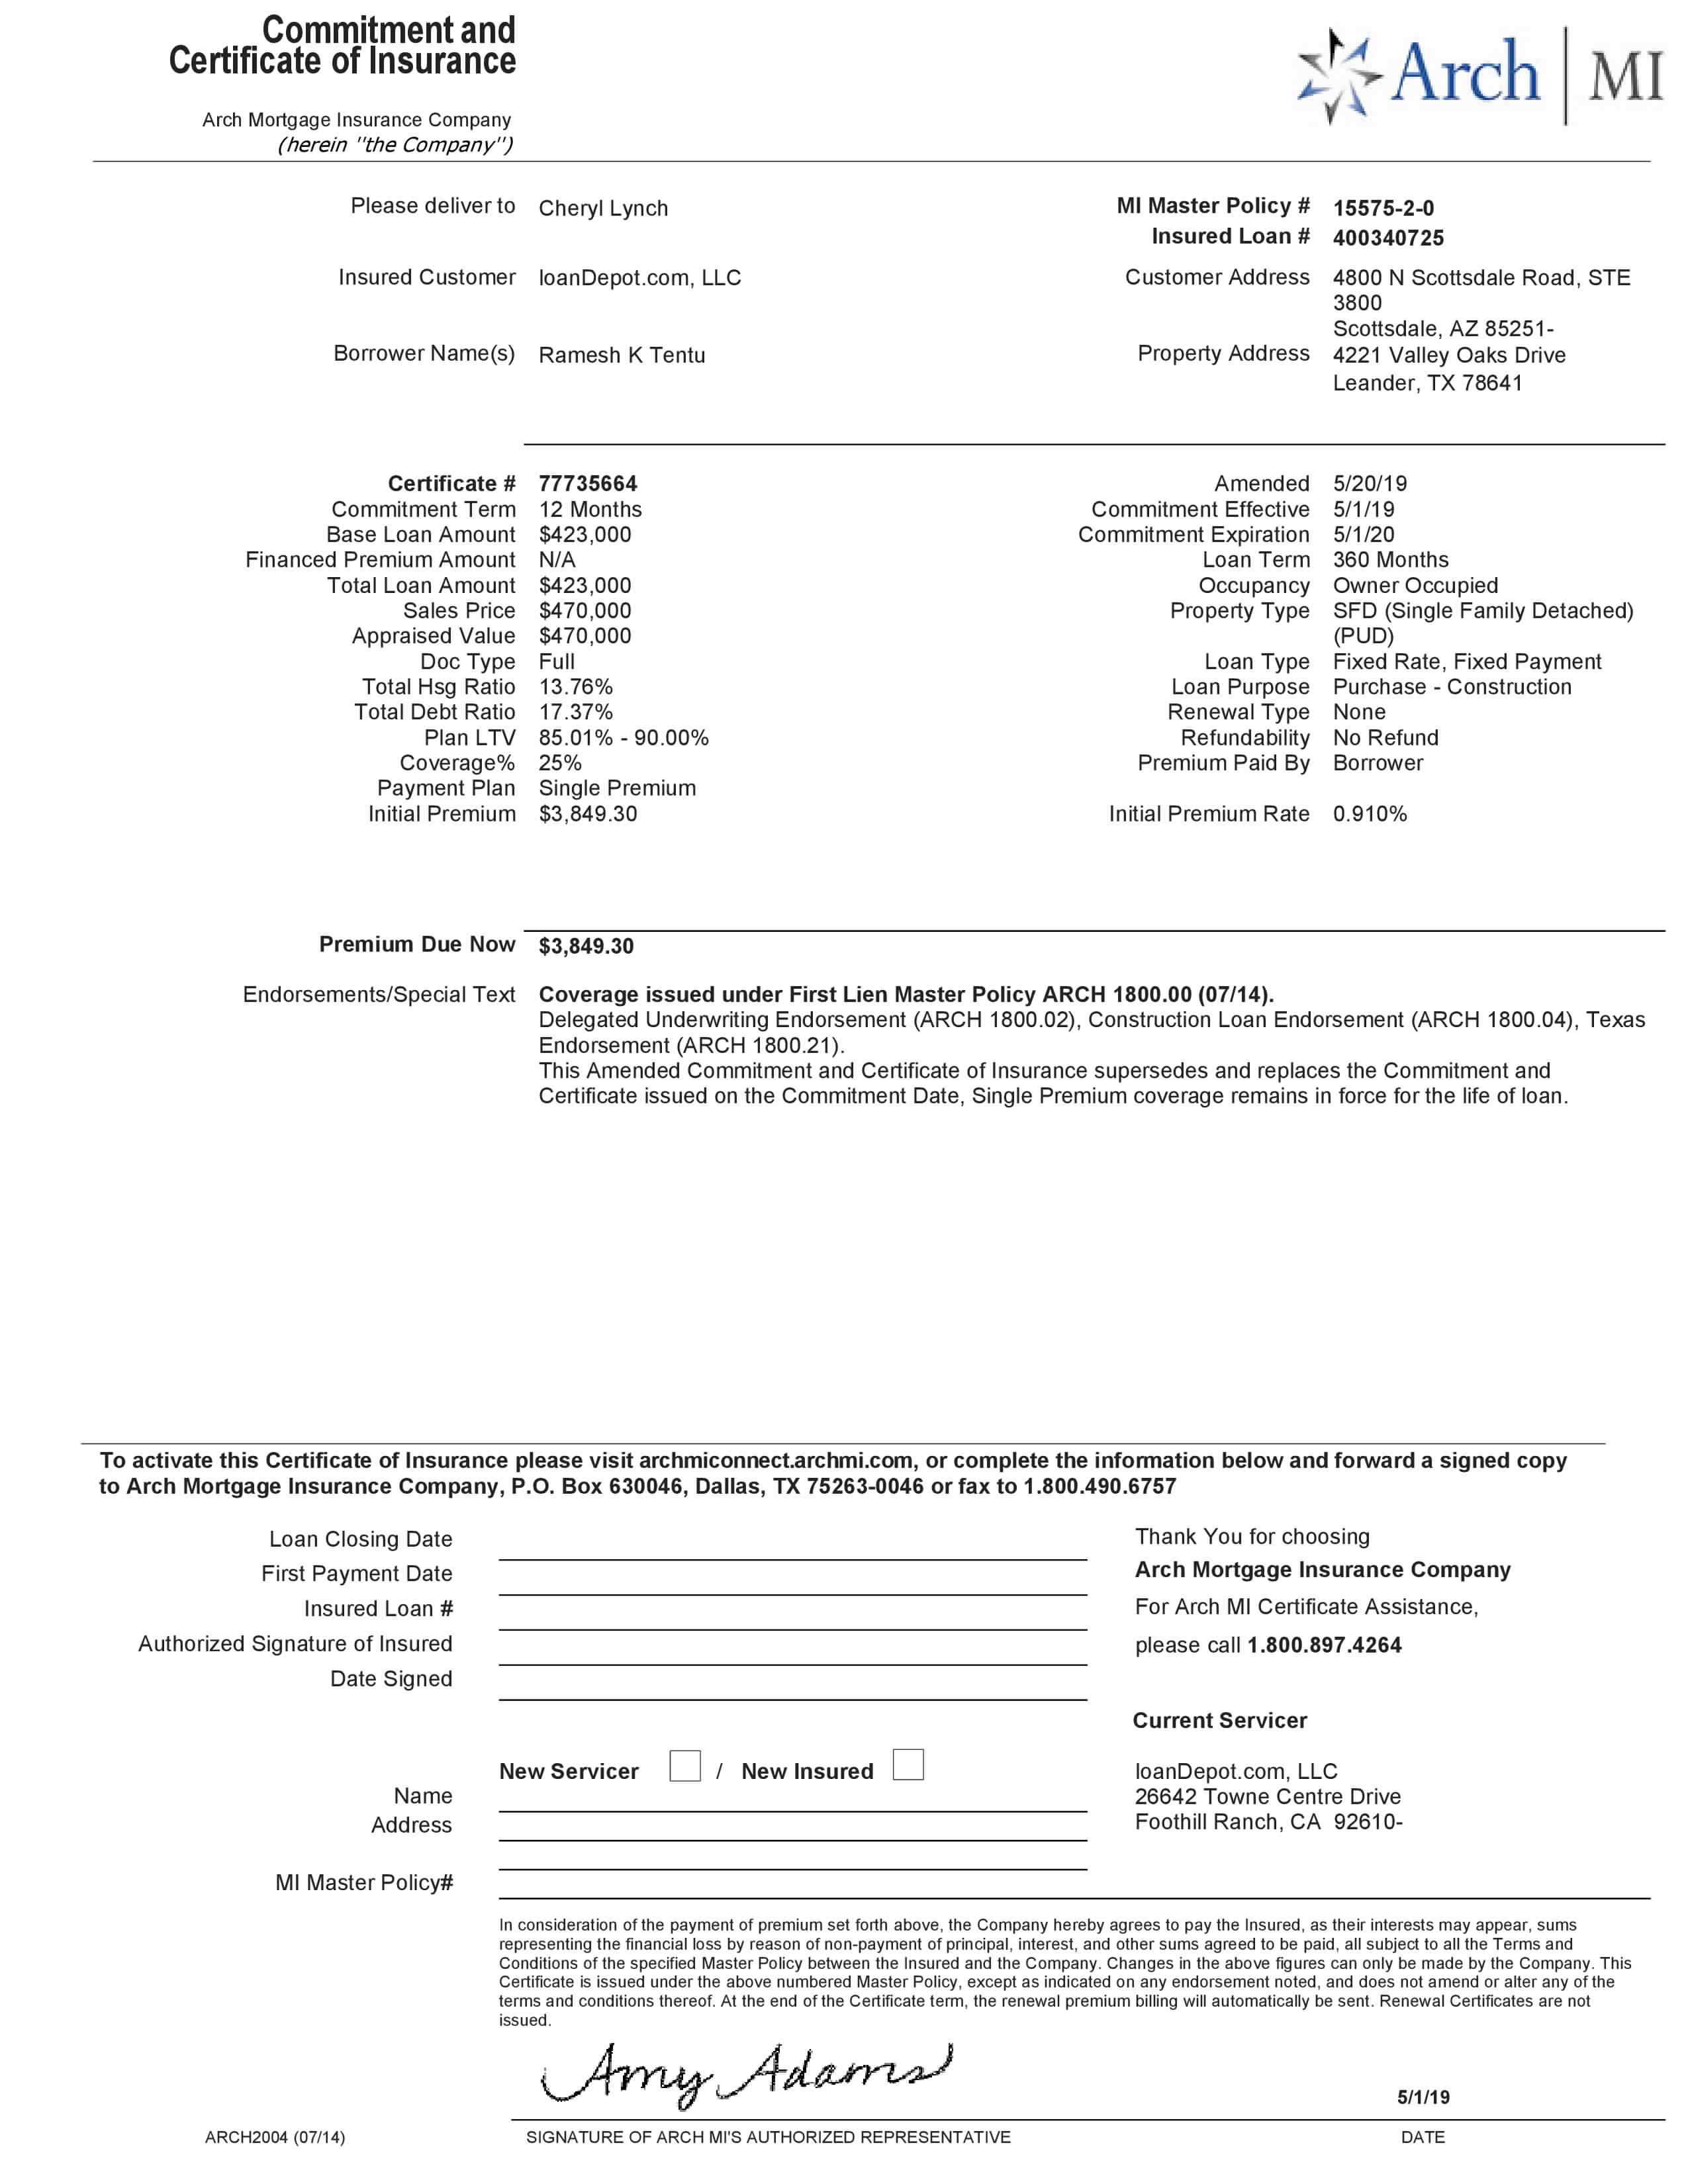 Commitment and
Certificate of Insurance
Arch | MI
Arch Mortgage Insurance Company
(herein "the Company")
Please deliver to Cheryl Lynch
MI Master Policy # 15575-2-0
Insured Loan # 400340725
Insured Customer loanDepot.com, LLC
Customer Address 4800 N Scottsdale Road, STE
3800
Scottsdale, AZ 85251-
Borrower Name(s) Ramesh K Tentu
Property Address 4221 Valley Oaks Drive
Leander, TX 78641
Certificate # 77735664
Amended 5/20/19
Commitment Term 12 Months
Commitment Effective 5/1/19
Base Loan Amount $423,000
Commitment Expiration 5/1/20
Financed Premium Amount N/A
Loan Term 360 Months
Total Loan Amount $423,000
Occupancy Owner Occupied
Sales Price $470,000
Property Type SFD (Single Family Detached)
(PUD)
Appraised Value $470,000
Doc Type Full
Loan Type Fixed Rate, Fixed Payment
Total Hsg Ratio 13.76%
Loan Purpose Purchase - Construction
Total Debt Ratio 17.37%
Renewal Type None
Plan LTV 85.01% - 90.00%
Refundability No Refund
Coverage% 25%
Premium Paid By Borrower
Payment Plan Single Premium
Initial Premium $3,849.30
Initial Premium Rate 0.910%
Premium Due Now $3,849.30
Endorsements/Special Text Coverage issued under First Lien Master Policy ARCH 1800.00 (07/14).
Delegated Underwriting Endorsement (ARCH 1800.02), Construction Loan Endorsement (ARCH 1800.04), Texas
Endorsement (ARCH 1800.21).
This Amended Commitment and Certificate of Insurance supersedes and replaces the Commitment and
Certificate issued on the Commitment Date, Single Premium coverage remains in force for the life of loan.
To activate this Certificate of Insurance please visit archmiconnect.archmi.com, or complete the information below and forward a signed copy
to Arch Mortgage Insurance Company, P.O. Box 630046, Dallas, TX 75263-0046 or fax to 1.800.490.6757
Loan Closing Date
First Payment Date
Insured Loan #
Authorized Signature of Insured
Date Signed
Thank You for choosing
Arch Mortgage Insurance Company
For Arch MI Certificate Assistance,
please call 1.800.897.4264
Current Servicer
New Servicer / New Insured
loanDepot.com, LLC
26642 Towne Centre Drive
Foothill Ranch, CA 92610-
Name
Address
MI Master Policy#
In consideration of the payment of premium set forth above, the Company hereby agrees to pay the Insured, as their interests may appear, sums
representing the financial loss by reason of non-payment of principal, interest, and other sums agreed to be paid, all subject to all the Terms and
Conditions of the specified Master Policy between the Insured and the Company. Changes in the above figures can only be made by the Company. This
Certificate is issued under the above numbered Master Policy, except as indicated on any endorsement noted, and does not amend or alter any of the
terms and conditions thereof. At the end of the Certificate term, the renewal premium billing will automatically be sent. Renewal Certificates are not
issued.
Amy Adams
5/1/19
ARCH2004 (07/14)
SIGNATURE OF ARCH MI'S AUTHORIZED REPRESENTATIVE
DATE